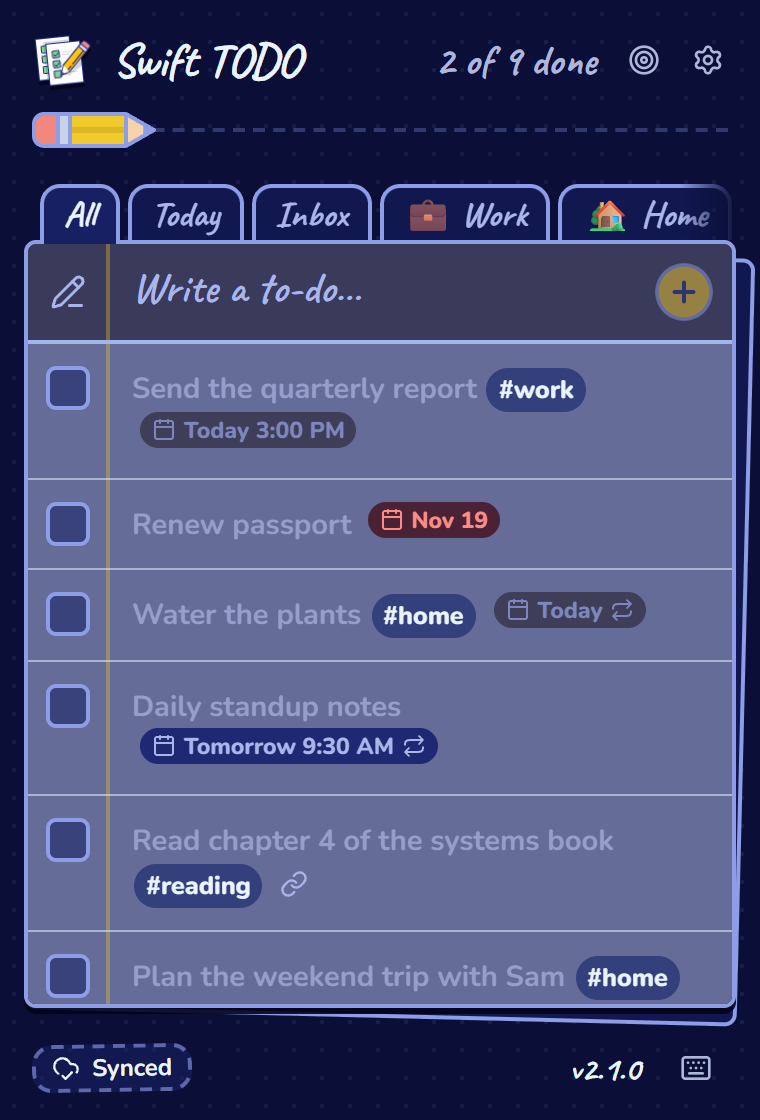 Swift TODO
2 of 9 done
All Today Inbox Work Home
Write a to-do...
Send the quarterly report #work
Today 3:00 PM
Renew passport Nov 19
Water the plants #home Today
Daily standup notes
Tomorrow 9:30 AM
Read chapter 4 of the systems book
#reading
Plan the weekend trip with Sam #home
Synced
v2.1.0